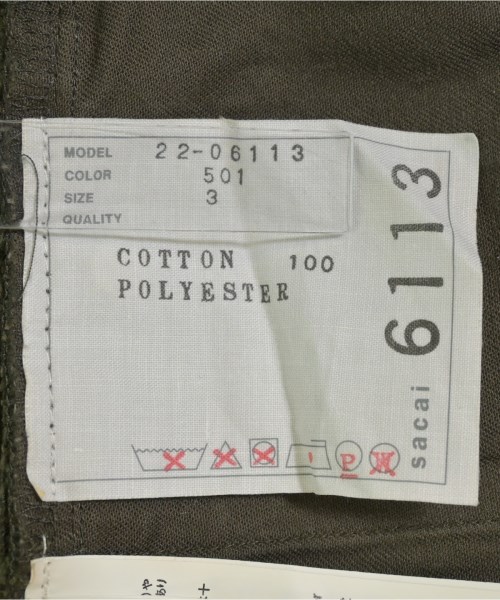 MODEL 22-06113
COLOR 501
SIZE 3
QUALITY
COTTON 100
POLYESTER
P W
sacai 6113